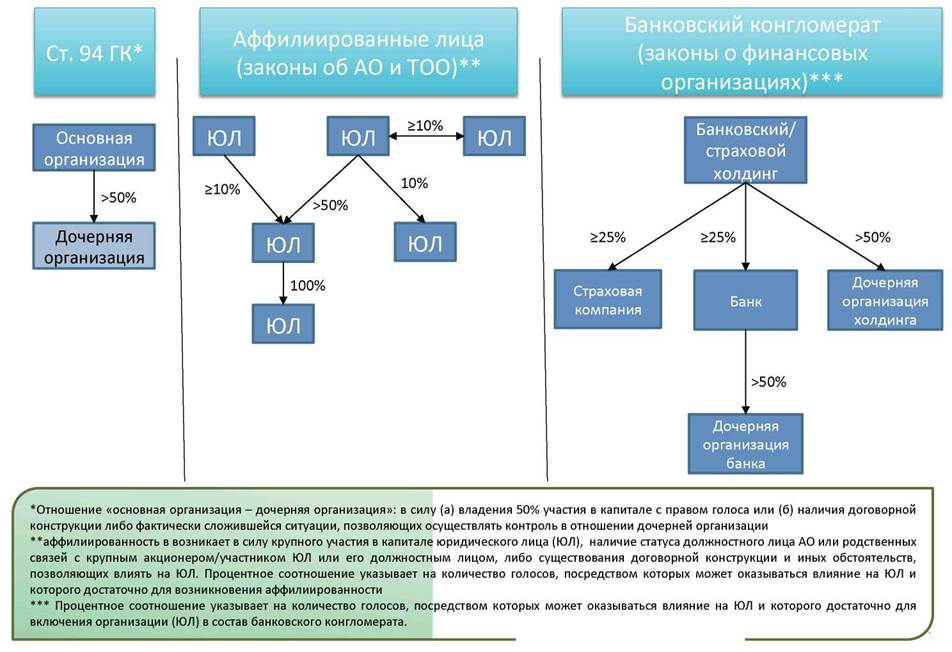 Ст. 94 ГК*
Аффилиированные лица
(законы об АО и ТОО)**
Банковский конгломерат
(законы о финансовых
организациях)***
Основная
организация
>50%
Дочерняя
организация
ЮЛ
ЮЛ
≥10%
ЮЛ
≥10%
>50%
10%
ЮЛ
ЮЛ
100%
ЮЛ
Банковский/
страховой
холдинг
≥25%
≥25%
>50%
Страховая
компания
Банк
Дочерняя
организация
холдинга
>50%
Дочерняя
организация
банка
*Отношение «основная организация – дочерняя организация»: в силу (а) владения 50% участия в капитале с правом голоса или (б) наличия договорной
конструкции либо фактически сложившейся ситуации, позволяющих осуществлять контроль в отношении дочерней организации
**аффилиированность в возникает в силу крупного участия в капитале юридического лица (ЮЛ), наличие статуса должностного лица АО или родственных
связей с крупным акционером/участником ЮЛ или его должностным лицом, либо существования договорной конструкции и иных обстоятельств,
позволяющих влиять на ЮЛ. Процентное соотношение указывает на количество голосов, посредством которых может оказываться влияние на ЮЛ и
которого достаточно для возникновения аффилиированности
*** Процентное соотношение указывает на количество голосов, посредством которых может оказываться влияние на ЮЛ и которого достаточно для
включения организации (ЮЛ) в состав банковского конгломерата.